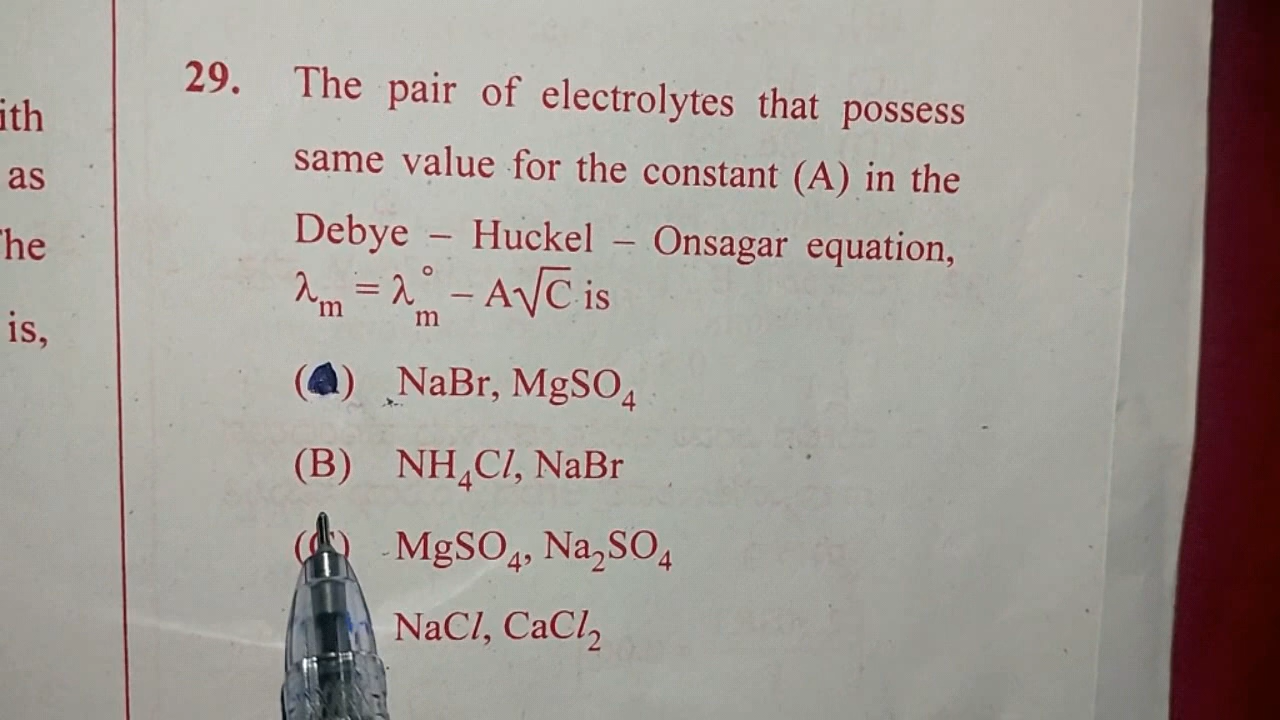 ith
as
he
is,
29. The pair of electrolytes that possess
same value for the constant (A) in the
Debye – Huckel – Onsagar equation,
λₘ = λ°ₘ – A√C is
(A) NaBr, MgSO₄
(B) NH₄Cl, NaBr
(C) MgSO₄, Na₂SO₄
NaCl, CaCl₂